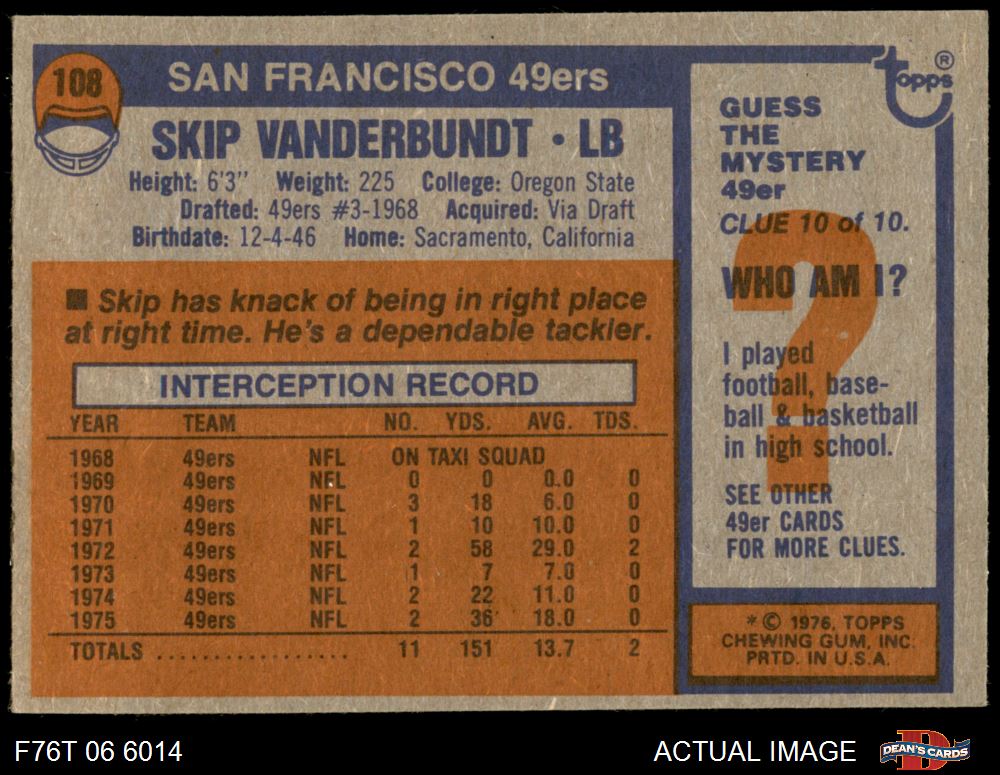 108
SAN FRANCISCO 49ers
SKIP VANDERBUNDT • LB
Height: 6'3" Weight: 225 College: Oregon State
Drafted: 49ers #3-1968 Acquired: Via Draft
Birthdate: 12-4-46 Home: Sacramento, California
■ Skip has knack of being in right place
at right time. He's a dependable tackler.
INTERCEPTION RECORD
YEAR TEAM NO. YDS. AVG. TDS.
1968 49ers NFL ON TAXI SQUAD
1969 49ers NFL 0 0 0.0 0
1970 49ers NFL 3 18 6.0 0
1971 49ers NFL 1 10 10.0 0
1972 49ers NFL 2 58 29.0 2
1973 49ers NFL 1 7 7.0 0
1974 49ers NFL 2 22 11.0 0
1975 49ers NFL 2 36 18.0 0
TOTALS .................. 11 151 13.7 2
topps ®
GUESS
THE
MYSTERY
49er
CLUE 10 of 10.
WHO AM I?
?
I played
football, base-
ball & basketball
in high school.
SEE OTHER
49er CARDS
FOR MORE CLUES.
* © 1976, TOPPS
CHEWING GUM, INC.
PRTD. IN U.S.A.
F76T 06 6014
ACTUAL IMAGE
D
DEAN'S CARDS